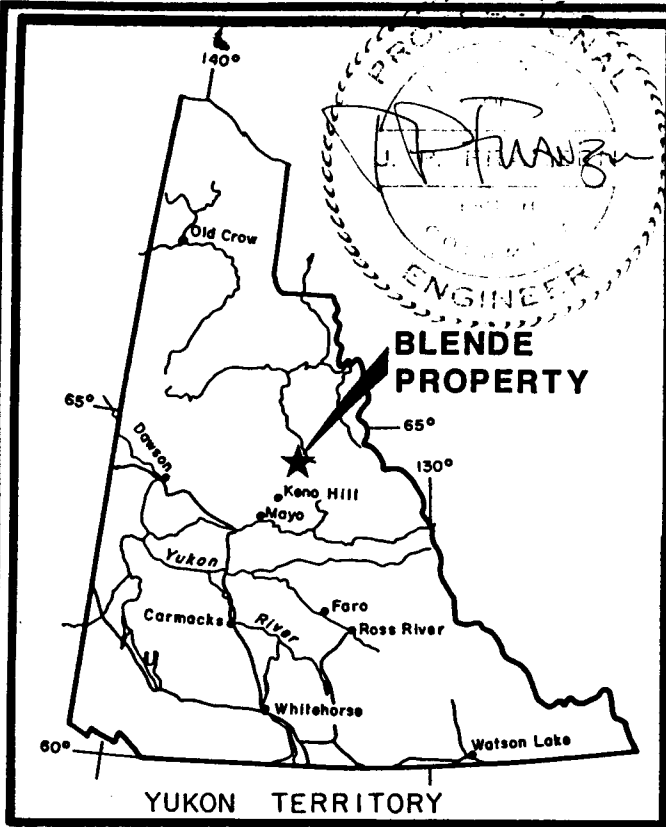 140°
PROFESSIONAL
ENGINEER
Old Crow
BLENDE
PROPERTY
65°
65°
Dawson
130°
Keno Hill
Mayo
Yukon
River
Faro
Carmacks
Ross River
Whitehorse
Watson Lake
60°
YUKON TERRITORY